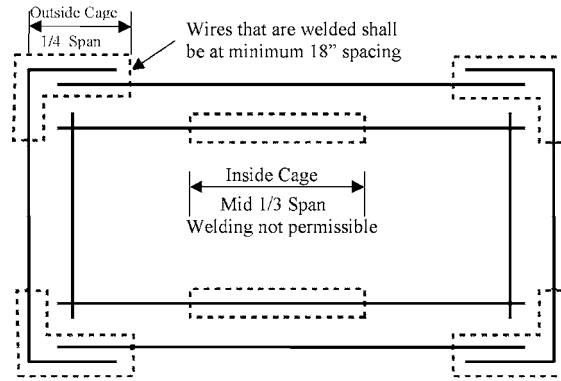 Outside Cage
1/4 Span
Wires that are welded shall
be at minimum 18” spacing
Inside Cage
Mid 1/3 Span
Welding not permissible